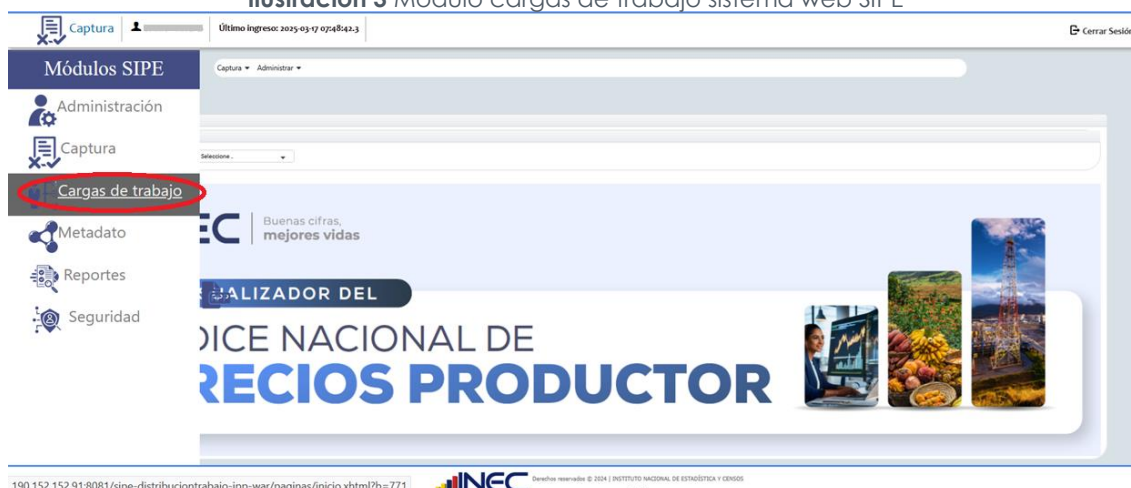 Ilustración 3 Módulo cargas de trabajo sistema web SIPE
Captura
Último ingreso: 2025-03-17 07:48:42.3
Cerrar Sesión
Módulos SIPE
Captura Administrar
Administración
Captura
Seleccione .
Cargas de trabajo
Metadato
Reportes
Seguridad
EC
Buenas cifras,
mejores vidas
ALIZADOR DEL
DICE NACIONAL DE
RECIOS PRODUCTOR
190.152.152.91:8081/sipe-distribuciontrabajo-ipp-war/paginas/inicio.xhtml?b=771
INEC
Derechos reservados © 2024 | INSTITUTO NACIONAL DE ESTADÍSTICA Y CENSOS